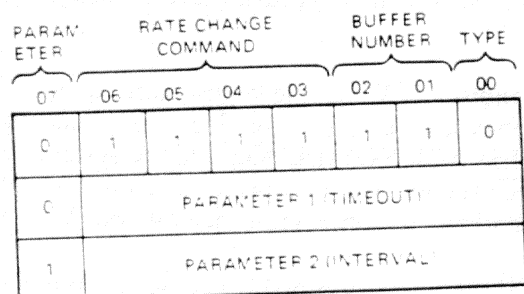 PARAM- RATE CHANGE BUFFER
ETER COMMAND NUMBER TYPE
07 06 05 04 03 02 01 00
0 1 1 1 1 1 1 0
0 PARAMETER 1 (TIMEOUT)
1 PARAMETER 2 (INTERVAL)